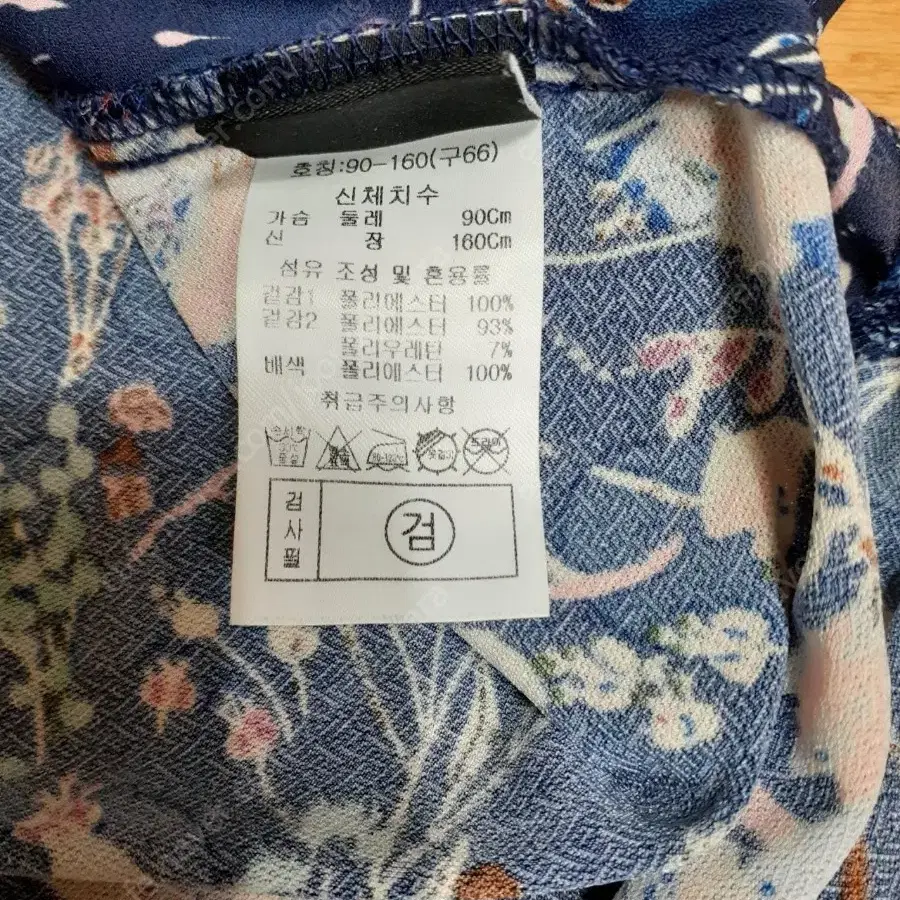 호칭:90-160(구66)
신체치수
가슴 둘레 90Cm
신 장 160Cm
섬유 조성 및 혼용률
겉감1 폴리에스터 100%
겉감2 폴리에스터 93%
폴리우레탄 7%
배색 폴리에스터 100%
취급주의사항
검사필
검